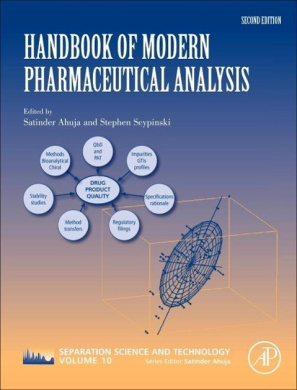 SECOND EDITION
HANDBOOK OF MODERN
PHARMACEUTICAL ANALYSIS
Edited by
Satinder Ahuja and Stephen Scypinski
QbD
and
PAT
Methods
Bioanalytical
Chiral
Impurities
GTIs
profiles
DRUG
PRODUCT
QUALITY
Stability
studies
Specifications
rationale
Method
transfers
Regulatory
filings
SEPARATION SCIENCE AND TECHNOLOGY
VOLUME 10
Series Editor Satinder Ahuja